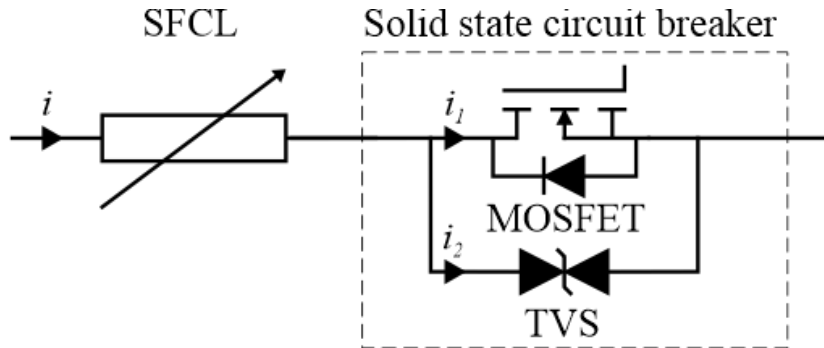 SFCL
Solid state circuit breaker
i
i₁
MOSFET
i₂
TVS